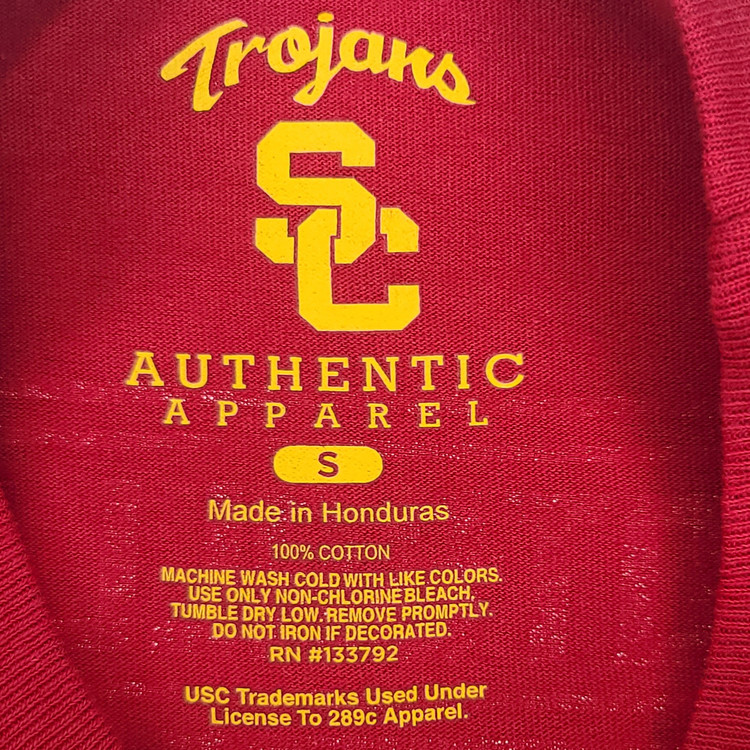 Trojans
SC
AUTHENTIC
APPAREL
S
Made in Honduras
100% COTTON
MACHINE WASH COLD WITH LIKE COLORS.
USE ONLY NON-CHLORINE BLEACH,
TUMBLE DRY LOW. REMOVE PROMPTLY.
DO NOT IRON IF DECORATED.
RN #133792
USC Trademarks Used Under
License To 289c Apparel.